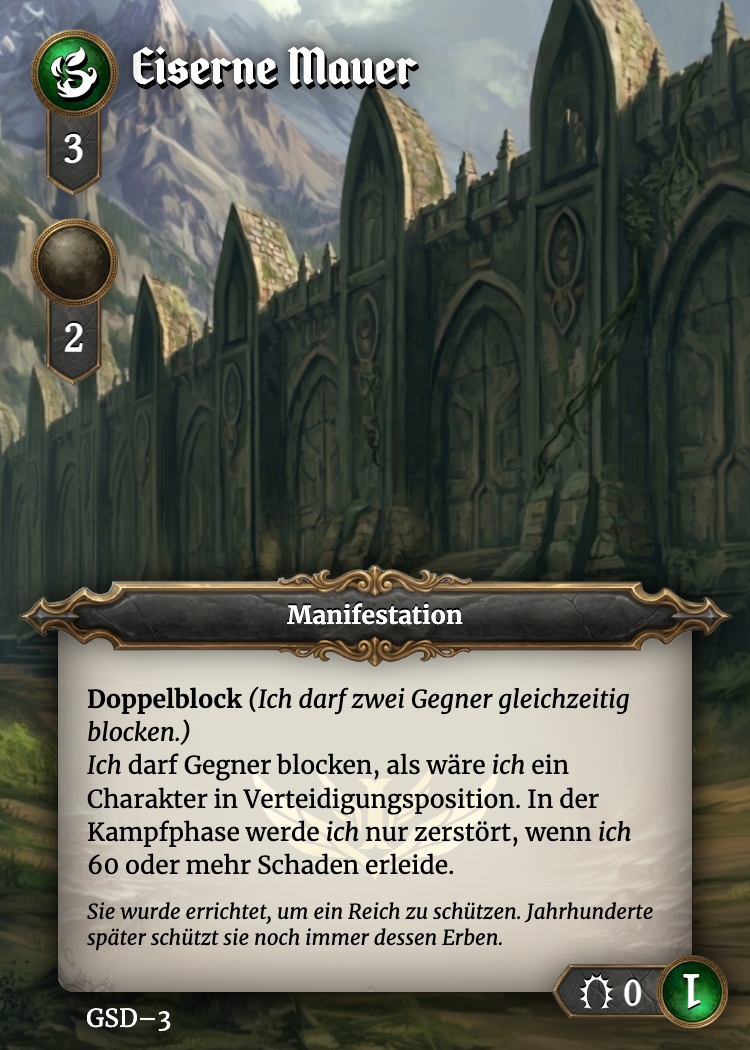 Eiserne Mauer
3
2
Manifestation
Doppelblock (Ich darf zwei Gegner gleichzeitig
blocken.)
Ich darf Gegner blocken, als wäre ich ein
Charakter in Verteidigungsposition. In der
Kampfphase werde ich nur zerstört, wenn ich
60 oder mehr Schaden erleide.
Sie wurde errichtet, um ein Reich zu schützen. Jahrhunderte
später schützt sie noch immer dessen Erben.
0 1
GSD–3